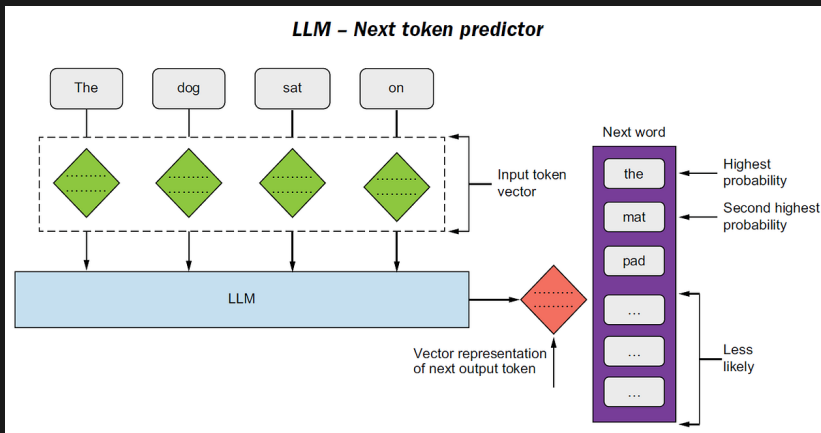 LLM – Next token predictor
The
dog
sat
on
Input token
vector
LLM
Vector representation
of next output token
Next word
the
mat
pad
...
...
...
Highest
probability
Second highest
probability
Less
likely